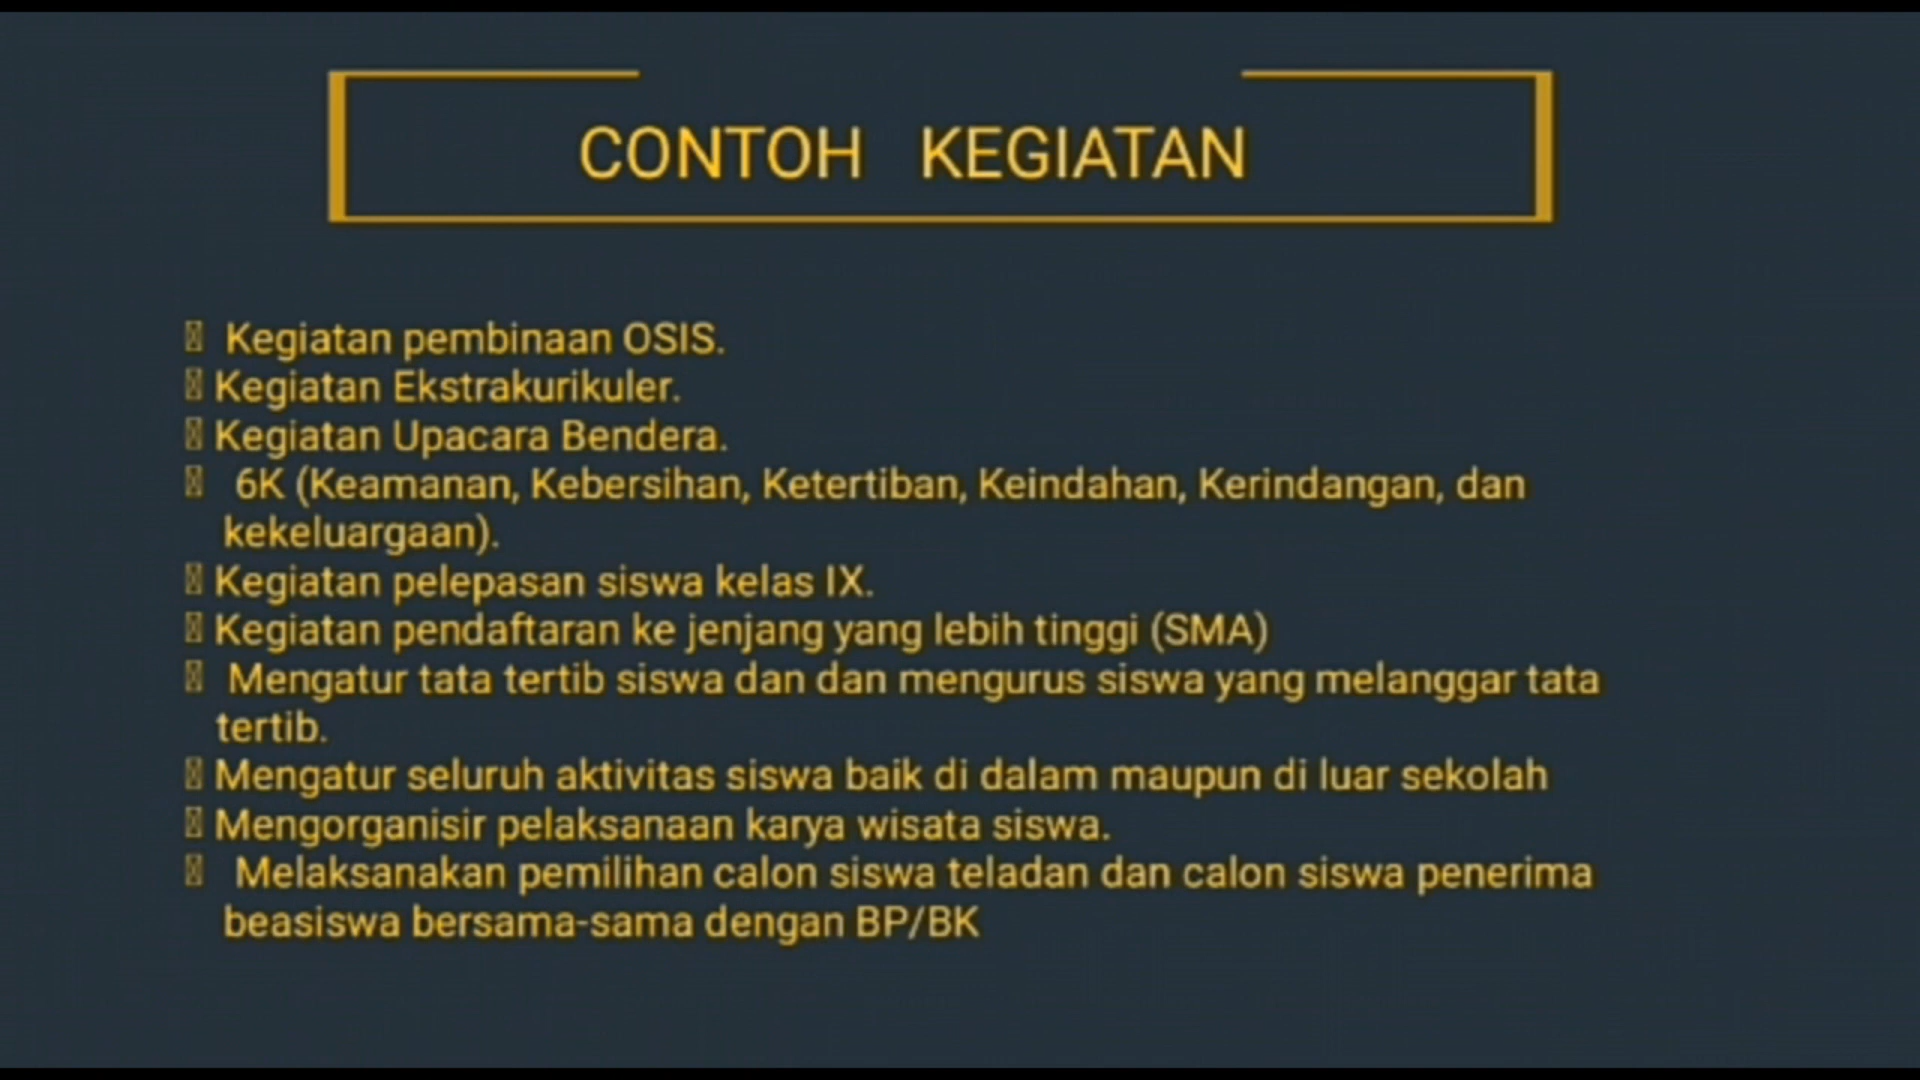 CONTOH KEGIATAN
Kegiatan pembinaan OSIS.
Kegiatan Ekstrakurikuler.
Kegiatan Upacara Bendera.
6K (Keamanan, Kebersihan, Ketertiban, Keindahan, Kerindangan, dan
kekeluargaan).
Kegiatan pelepasan siswa kelas IX.
Kegiatan pendaftaran ke jenjang yang lebih tinggi (SMA)
Mengatur tata tertib siswa dan dan mengurus siswa yang melanggar tata
tertib.
Mengatur seluruh aktivitas siswa baik di dalam maupun di luar sekolah
Mengorganisir pelaksanaan karya wisata siswa.
Melaksanakan pemilihan calon siswa teladan dan calon siswa penerima
beasiswa bersama-sama dengan BP/BK